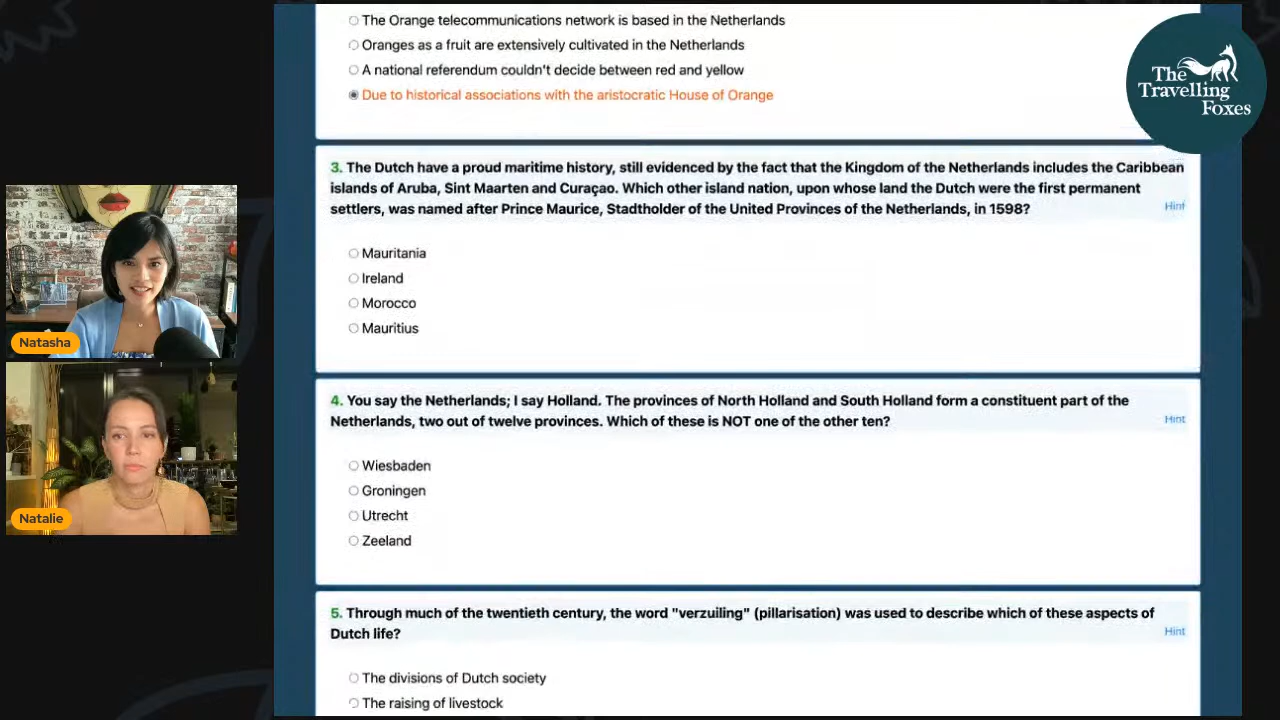 The Orange telecommunications network is based in the Netherlands
Oranges as a fruit are extensively cultivated in the Netherlands
A national referendum couldn't decide between red and yellow
Due to historical associations with the aristocratic House of Orange
The
Travelling
Foxes
3. The Dutch have a proud maritime history, still evidenced by the fact that the Kingdom of the Netherlands includes the Caribbean
islands of Aruba, Sint Maarten and Curaçao. Which other island nation, upon whose land the Dutch were the first permanent
settlers, was named after Prince Maurice, Stadtholder of the United Provinces of the Netherlands, in 1598?
Hint
Mauritania
Ireland
Morocco
Mauritius
Natasha
4. You say the Netherlands; I say Holland. The provinces of North Holland and South Holland form a constituent part of the
Netherlands, two out of twelve provinces. Which of these is NOT one of the other ten?
Hint
Wiesbaden
Groningen
Utrecht
Zeeland
Natalie
5. Through much of the twentieth century, the word "verzuiling" (pillarisation) was used to describe which of these aspects of
Dutch life?
Hint
The divisions of Dutch society
The raising of livestock